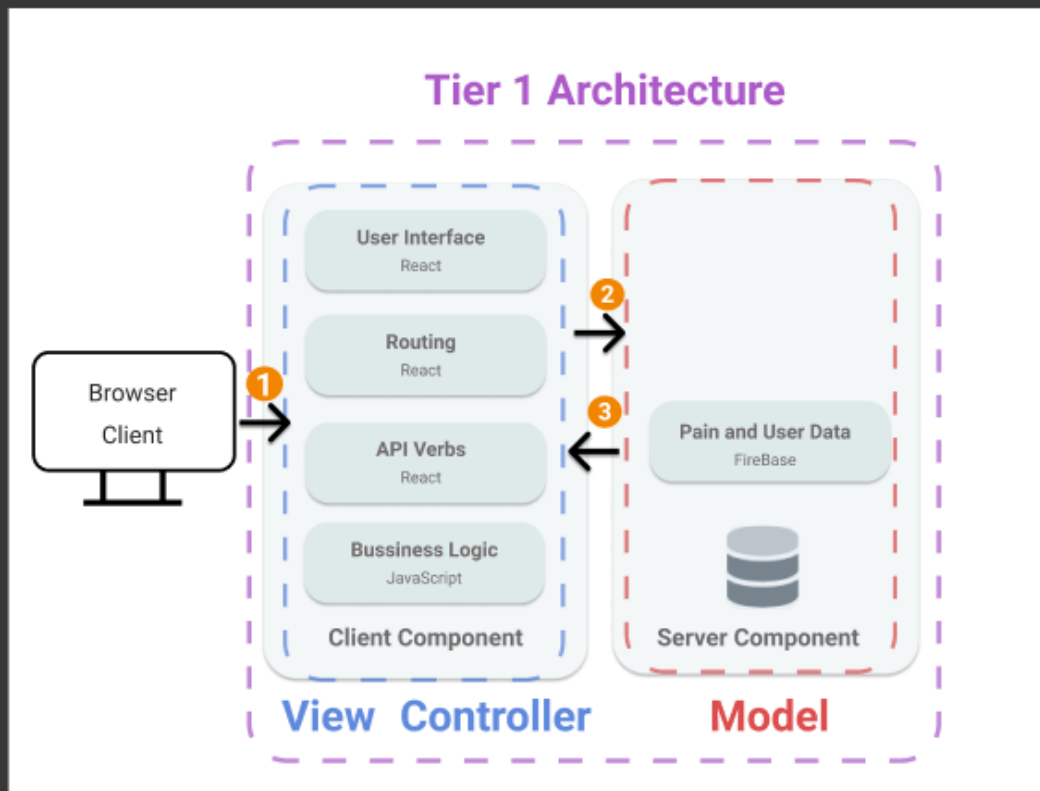 Tier 1 Architecture
Browser
Client
1
User Interface
React
Routing
React
API Verbs
React
Bussiness Logic
JavaScript
Client Component
View Controller
2
3
Pain and User Data
FireBase
Server Component
Model